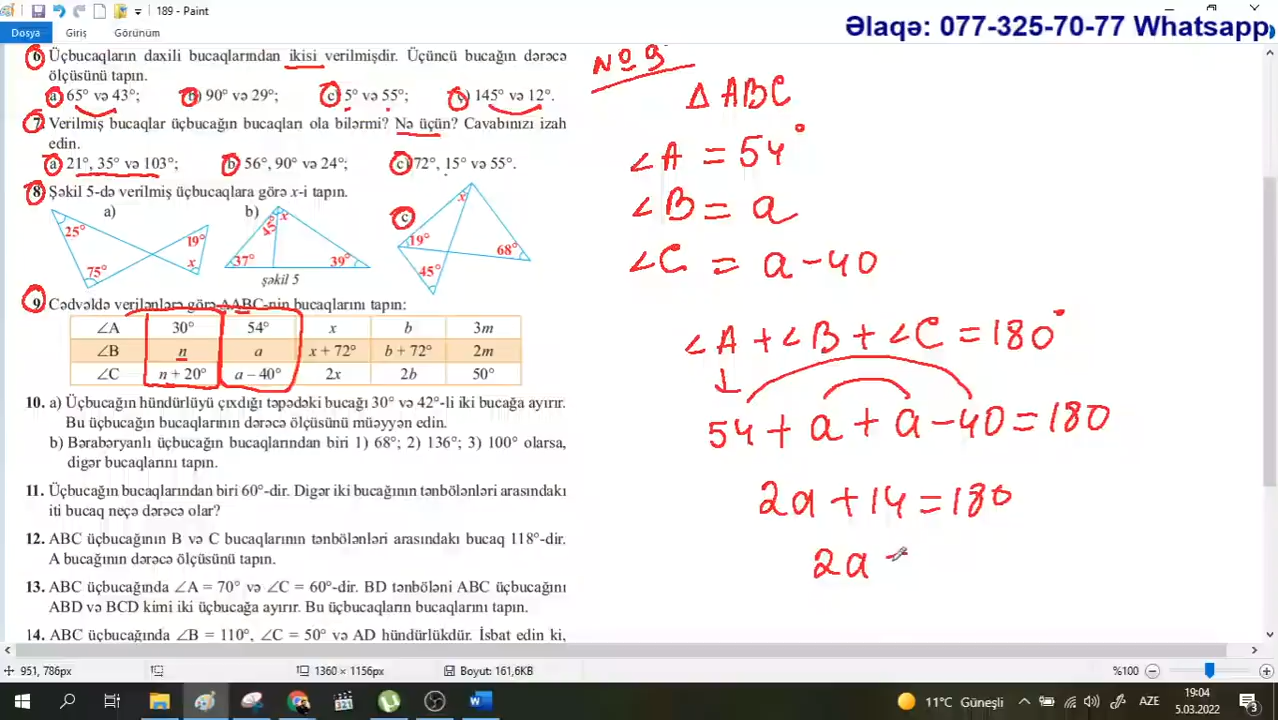 189 - Paint
Əlaqə: 077-325-70-77 Whatsapp
Dosya Giriş Görünüm
6. Üçbucaqların daxili bucaqlarından ikisi verilmişdir. Üçüncü bucağın dərəcə
ölçüsünü tapın.
a) 65° və 43°; b) 90° və 29°; c) 5° və 55°; ç) 145° və 12°.
7. Verilmiş bucaqlar üçbucağın bucaqları ola bilərmi? Nə üçün? Cavabınızı izah
edin.
a) 21°, 35° və 103°; b) 56°, 90° və 24°; c) 72°, 15° və 55°.
8. Şəkil 5-də verilmiş üçbucaqlara görə x-i tapın.
a) b) c
25° 19° 75° x
45° x 37° 39°
x 19° 68° 45°
şəkil 5
9. Cədvəldə verilənlərə görə ΔABC-nin bucaqlarını tapın:
∠A 30° 54° x b 3m
∠B n a x + 72° b + 72° 2m
∠C n + 20° a – 40° 2x 2b 50°
10. a) Üçbucağın hündürlüyü çıxdığı təpədəki bucağı 30° və 42°-li iki bucağa ayırır.
Bu üçbucağın bucaqlarının dərəcə ölçüsünü müəyyən edin.
b) Bərabəryanlı üçbucağın bucaqlarından biri 1) 68°; 2) 136°; 3) 100° olarsa,
digər bucaqlarını tapın.
11. Üçbucağın bucaqlarından biri 60°-dir. Digər iki bucağının tənbölənləri arasındakı
iti bucaq neçə dərəcə olar?
12. ABC üçbucağının B və C bucaqlarının tənbölənləri arasındakı bucaq 118°-dir.
A bucağının dərəcə ölçüsünü tapın.
13. ABC üçbucağında ∠A = 70° və ∠C = 60°-dir. BD tənböləni ABC üçbucağını
ABD və BCD kimi iki üçbucağa ayırır. Bu üçbucaqların bucaqlarını tapın.
14. ABC üçbucağında ∠B = 110°, ∠C = 50° və AD hündürlükdür. İsbat edin ki,
№ 9
Δ ABC
∠A = 54°
∠B = a
∠C = a - 40
∠A + ∠B + ∠C = 180°
54 + a + a - 40 = 180
2a + 14 = 180
2a
951, 786px 1360 × 1156px Boyut: 161,6KB %100
11°C Güneşli AZE 19:04
5.03.2022